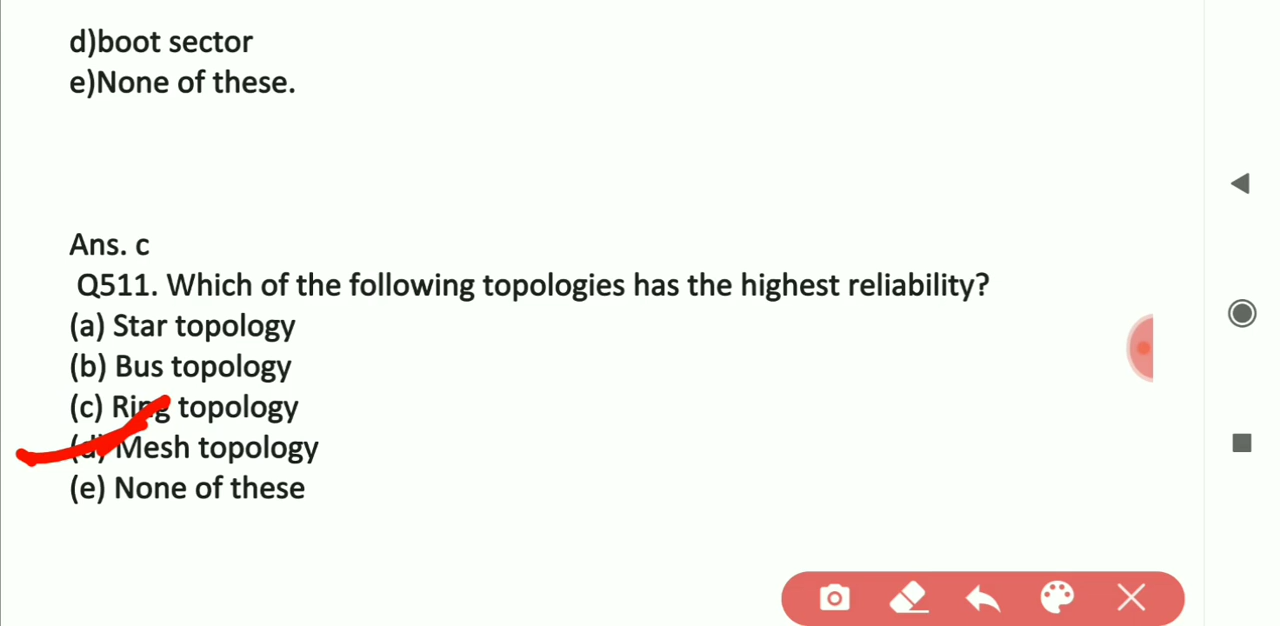 d)boot sector
e)None of these.
Ans. c
Q511. Which of the following topologies has the highest reliability?
(a) Star topology
(b) Bus topology
(c) Ring topology
(d) Mesh topology
(e) None of these